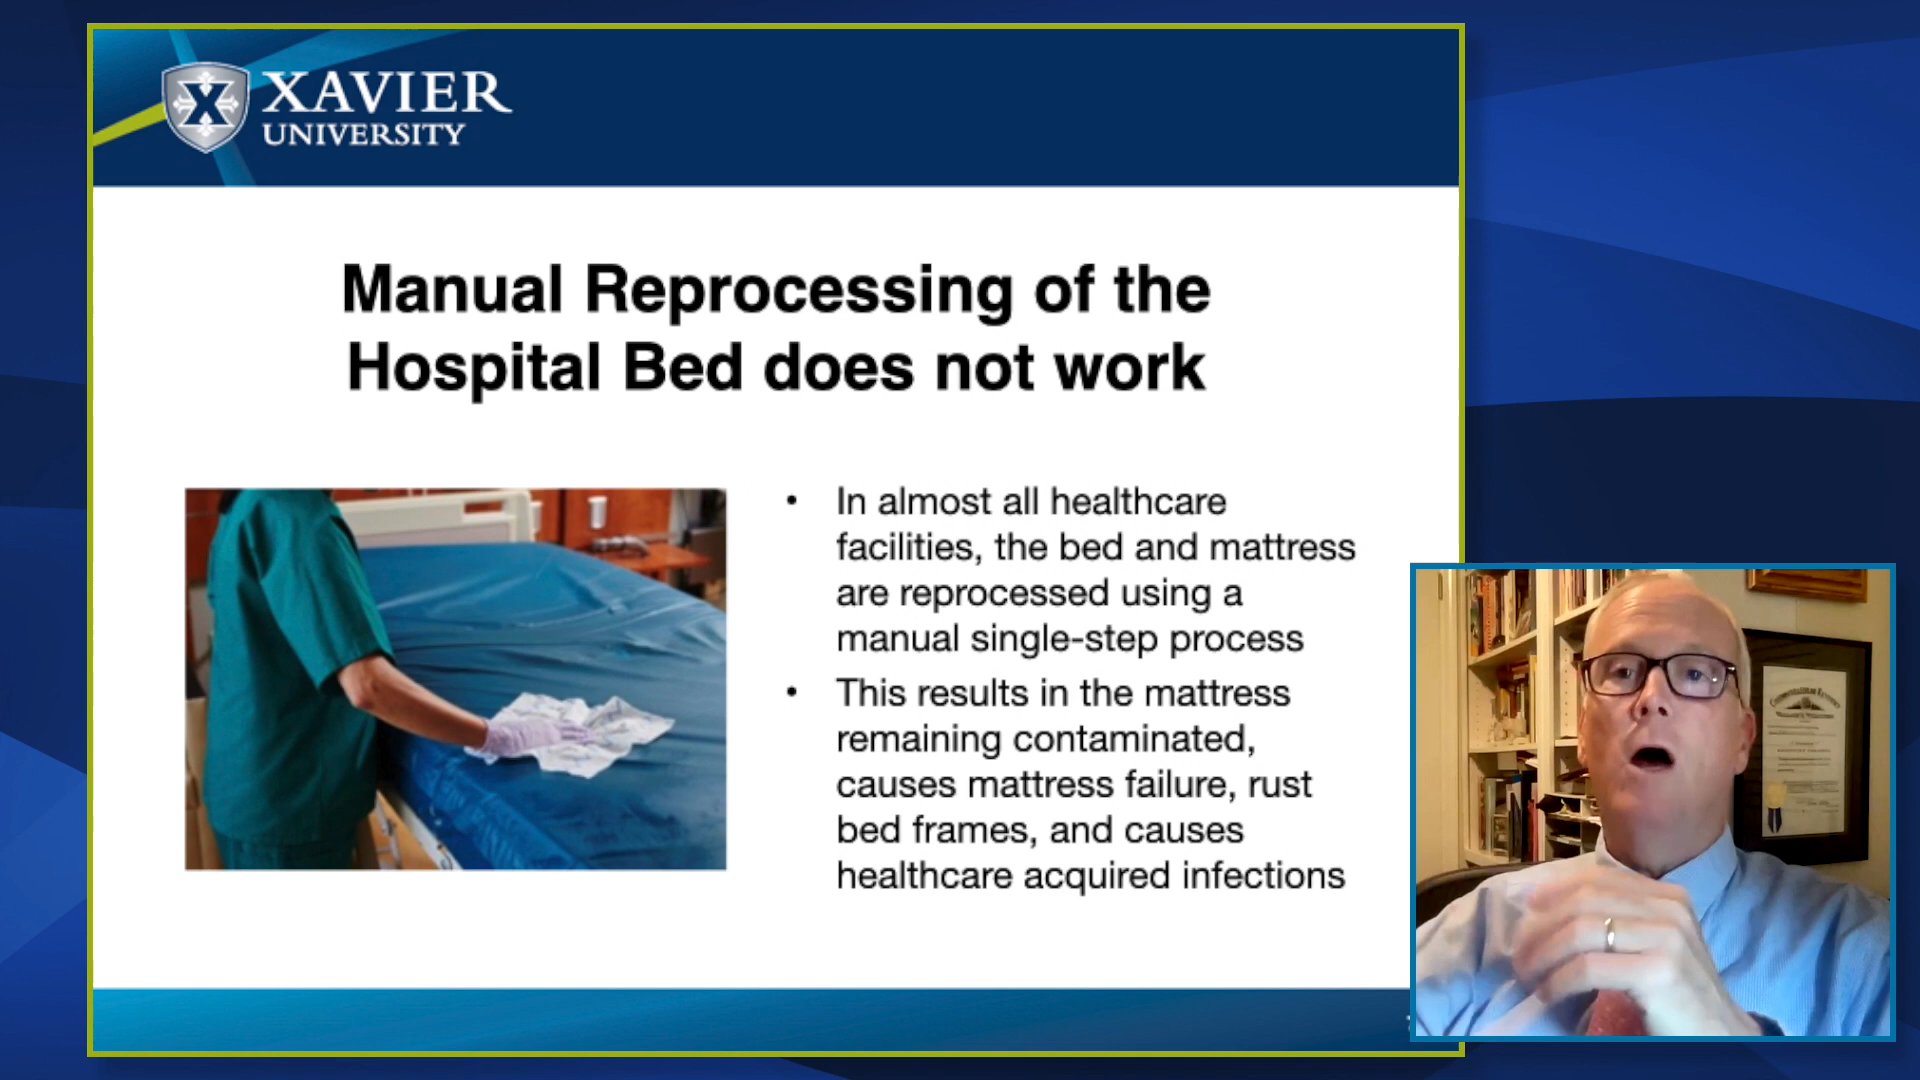 XAVIER
UNIVERSITY
Manual Reprocessing of the
Hospital Bed does not work
• In almost all healthcare
facilities, the bed and mattress
are reprocessed using a
manual single-step process
• This results in the mattress
remaining contaminated,
causes mattress failure, rust
bed frames, and causes
healthcare acquired infections